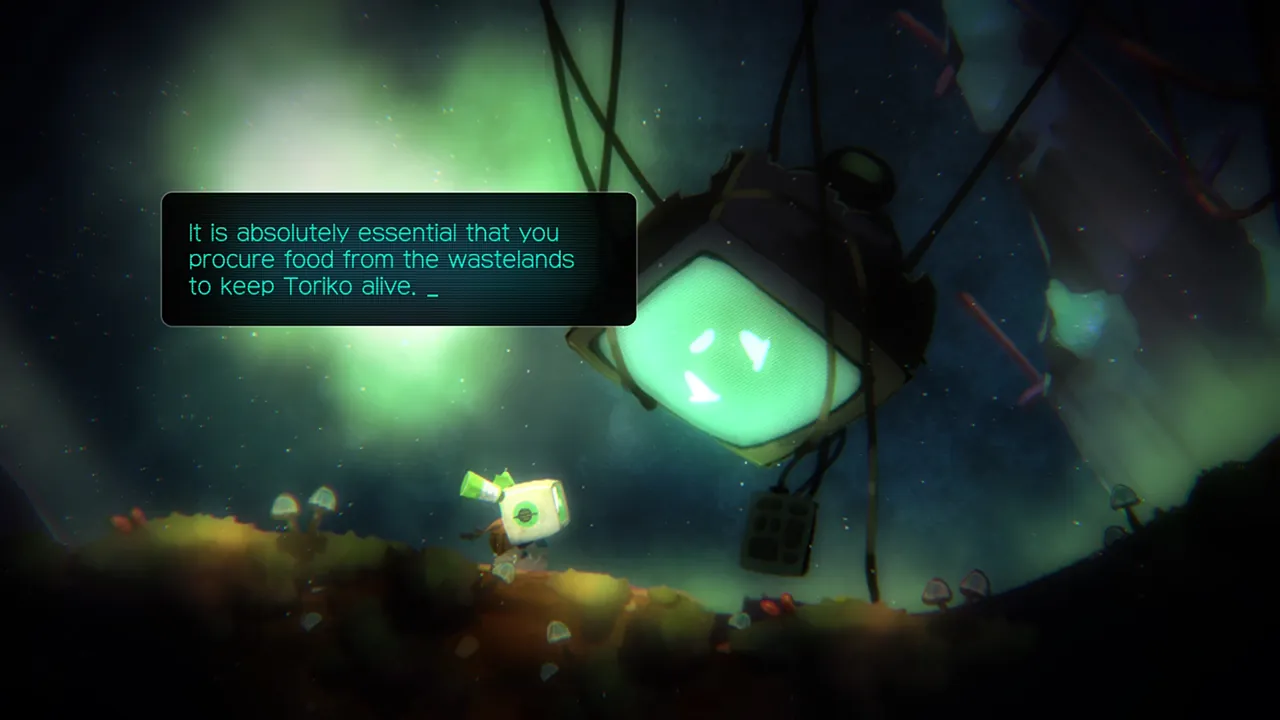 It is absolutely essential that you
procure food from the wastelands
to keep Toriko alive. _